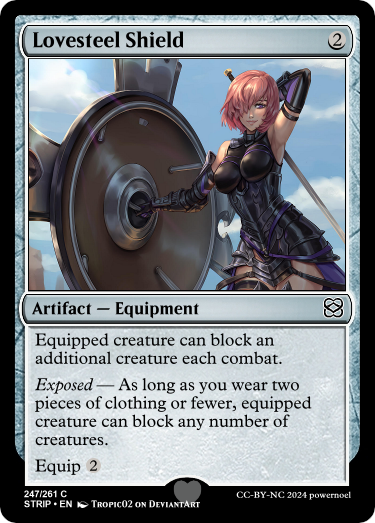 Lovesteel Shield 2
Artifact — Equipment
Equipped creature can block an
additional creature each combat.
Exposed — As long as you wear two
pieces of clothing or fewer, equipped
creature can block any number of
creatures.
Equip 2
247/261 C
STRIP • EN Tropic02 on DeviantArt
CC-BY-NC 2024 powernoel